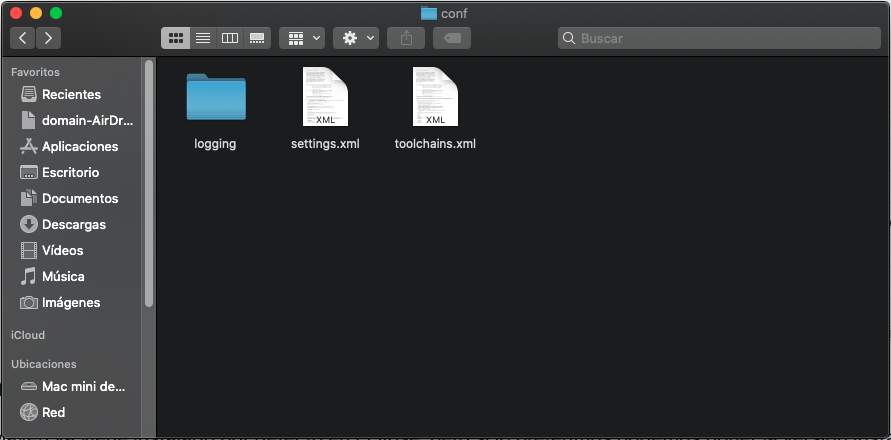 conf
Buscar
Favoritos
Recientes
domain-AirDr...
Aplicaciones
Escritorio
Documentos
Descargas
Vídeos
Música
Imágenes
iCloud
Ubicaciones
Mac mini de...
Red
XML
XML
logging
settings.xml
toolchains.xml